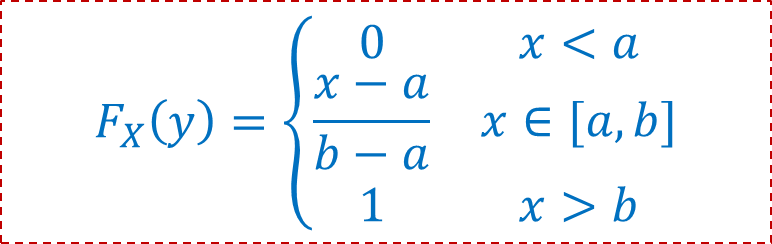 0 x < a
F_X(y) = { (x − a)/(b − a) x ∈ [a, b]
1 x > b